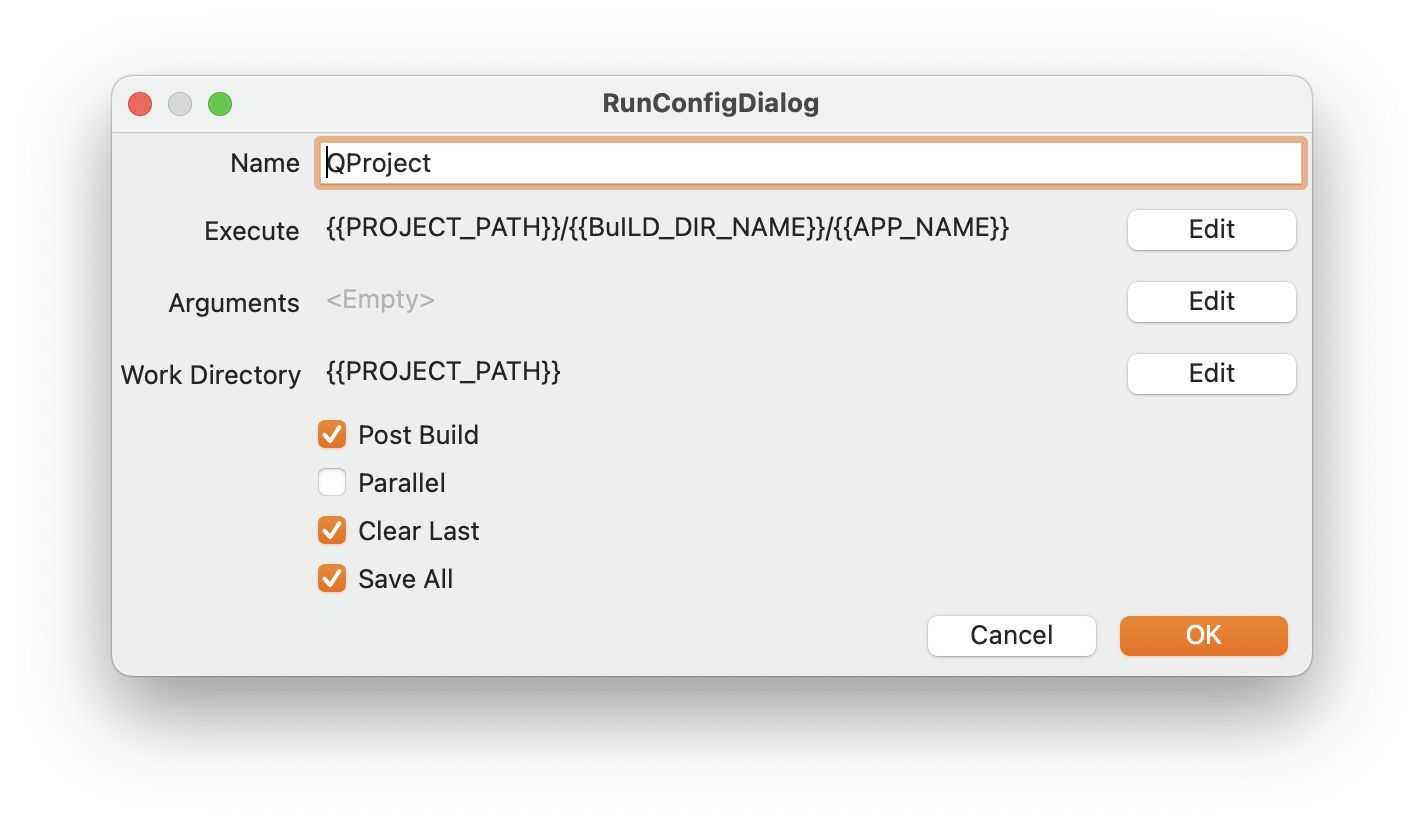 RunConfigDialog
Name QProject
Execute {{PROJECT_PATH}}/{{BuILD_DIR_NAME}}/{{APP_NAME}} Edit
Arguments <Empty> Edit
Work Directory {{PROJECT_PATH}} Edit
Post Build
Parallel
Clear Last
Save All
Cancel OK